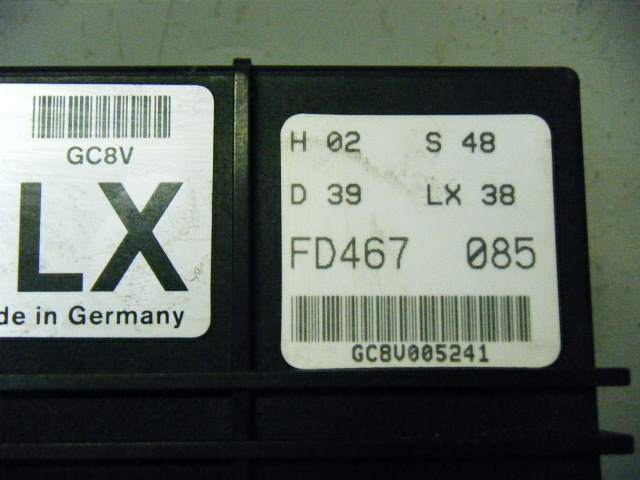 GC8V
LX
de in Germany
H 02 S 48
D 39 LX 38
FD467 085
GC8V005241